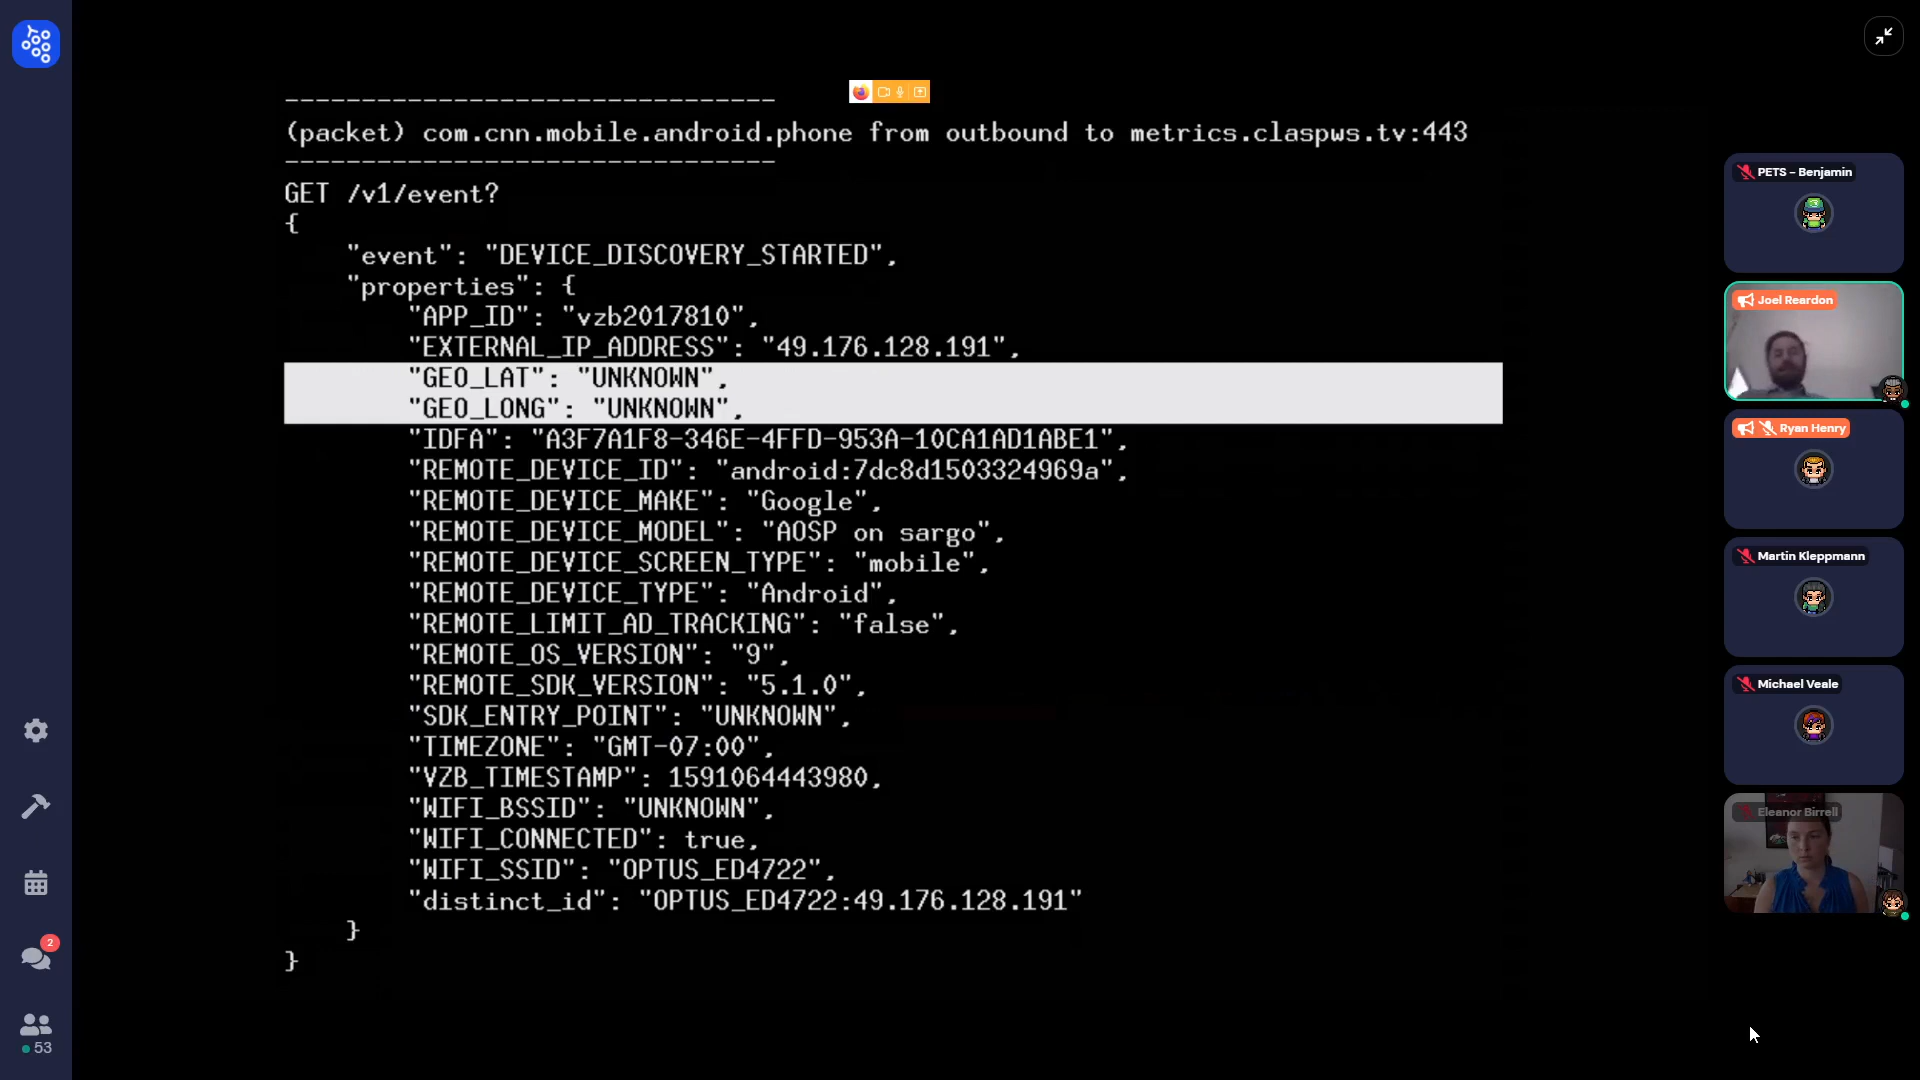 --------------------------------
(packet) com.cnn.mobile.android.phone from outbound to metrics.claspws.tv:443
--------------------------------
GET /v1/event?
{
"event": "DEVICE_DISCOVERY_STARTED",
"properties": {
"APP_ID": "vzb2017810",
"EXTERNAL_IP_ADDRESS": "49.176.128.191",
"GEO_LAT": "UNKNOWN",
"GEO_LONG": "UNKNOWN",
"IDFA": "A3F7A1F8-346E-4FFD-953A-10CA1AD1ABE1",
"REMOTE_DEVICE_ID": "android:7dc8d1503324969a",
"REMOTE_DEVICE_MAKE": "Google",
"REMOTE_DEVICE_MODEL": "AOSP on sargo",
"REMOTE_DEVICE_SCREEN_TYPE": "mobile",
"REMOTE_DEVICE_TYPE": "Android",
"REMOTE_LIMIT_AD_TRACKING": "false",
"REMOTE_OS_VERSION": "9",
"REMOTE_SDK_VERSION": "5.1.0",
"SDK_ENTRY_POINT": "UNKNOWN",
"TIMEZONE": "GMT-07:00",
"VZB_TIMESTAMP": 1591064443980,
"WIFI_BSSID": "UNKNOWN",
"WIFI_CONNECTED": true,
"WIFI_SSID": "OPTUS_ED4722",
"distinct_id": "OPTUS_ED4722:49.176.128.191"
}
}
PETS - Benjamin
Joel Reardon
Ryan Henry
Martin Kleppmann
Michael Veale
Eleanor Birrell
2
53